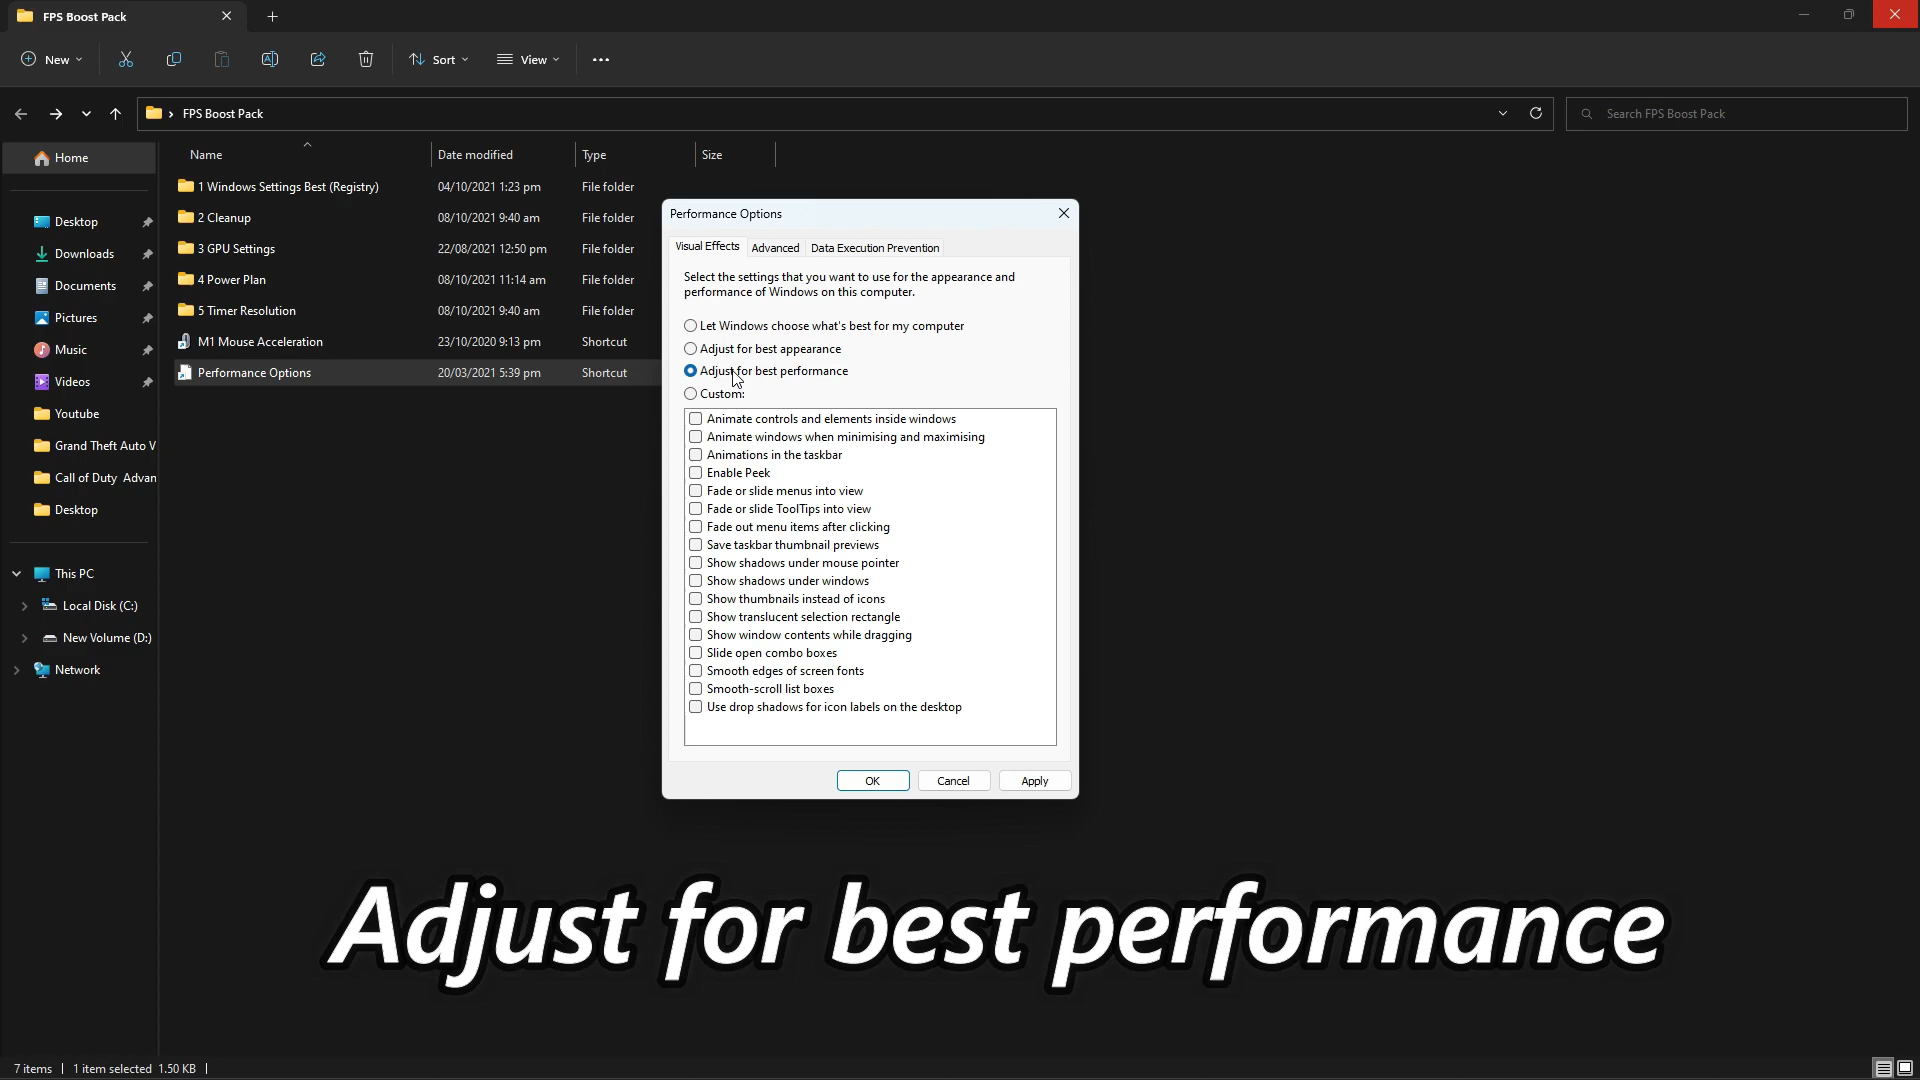 FPS Boost Pack
New
Sort
View
FPS Boost Pack
Search FPS Boost Pack
Home
Desktop
Downloads
Documents
Pictures
Music
Videos
Youtube
Grand Theft Auto V
Call of Duty Advan
Desktop
This PC
Local Disk (C:)
New Volume (D:)
Network
Name Date modified Type Size
1 Windows Settings Best (Registry) 04/10/2021 1:23 pm File folder
2 Cleanup 08/10/2021 9:40 am File folder
3 GPU Settings 22/08/2021 12:50 pm File folder
4 Power Plan 08/10/2021 11:14 am File folder
5 Timer Resolution 08/10/2021 9:40 am File folder
M1 Mouse Acceleration 23/10/2020 9:13 pm Shortcut
Performance Options 20/03/2021 5:39 pm Shortcut
Performance Options
Visual Effects Advanced Data Execution Prevention
Select the settings that you want to use for the appearance and
performance of Windows on this computer.
Let Windows choose what's best for my computer
Adjust for best appearance
Adjust for best performance
Custom:
Animate controls and elements inside windows
Animate windows when minimising and maximising
Animations in the taskbar
Enable Peek
Fade or slide menus into view
Fade or slide ToolTips into view
Fade out menu items after clicking
Save taskbar thumbnail previews
Show shadows under mouse pointer
Show shadows under windows
Show thumbnails instead of icons
Show translucent selection rectangle
Show window contents while dragging
Slide open combo boxes
Smooth edges of screen fonts
Smooth-scroll list boxes
Use drop shadows for icon labels on the desktop
OK Cancel Apply
Adjust for best performance
7 items 1 item selected 1.50 KB